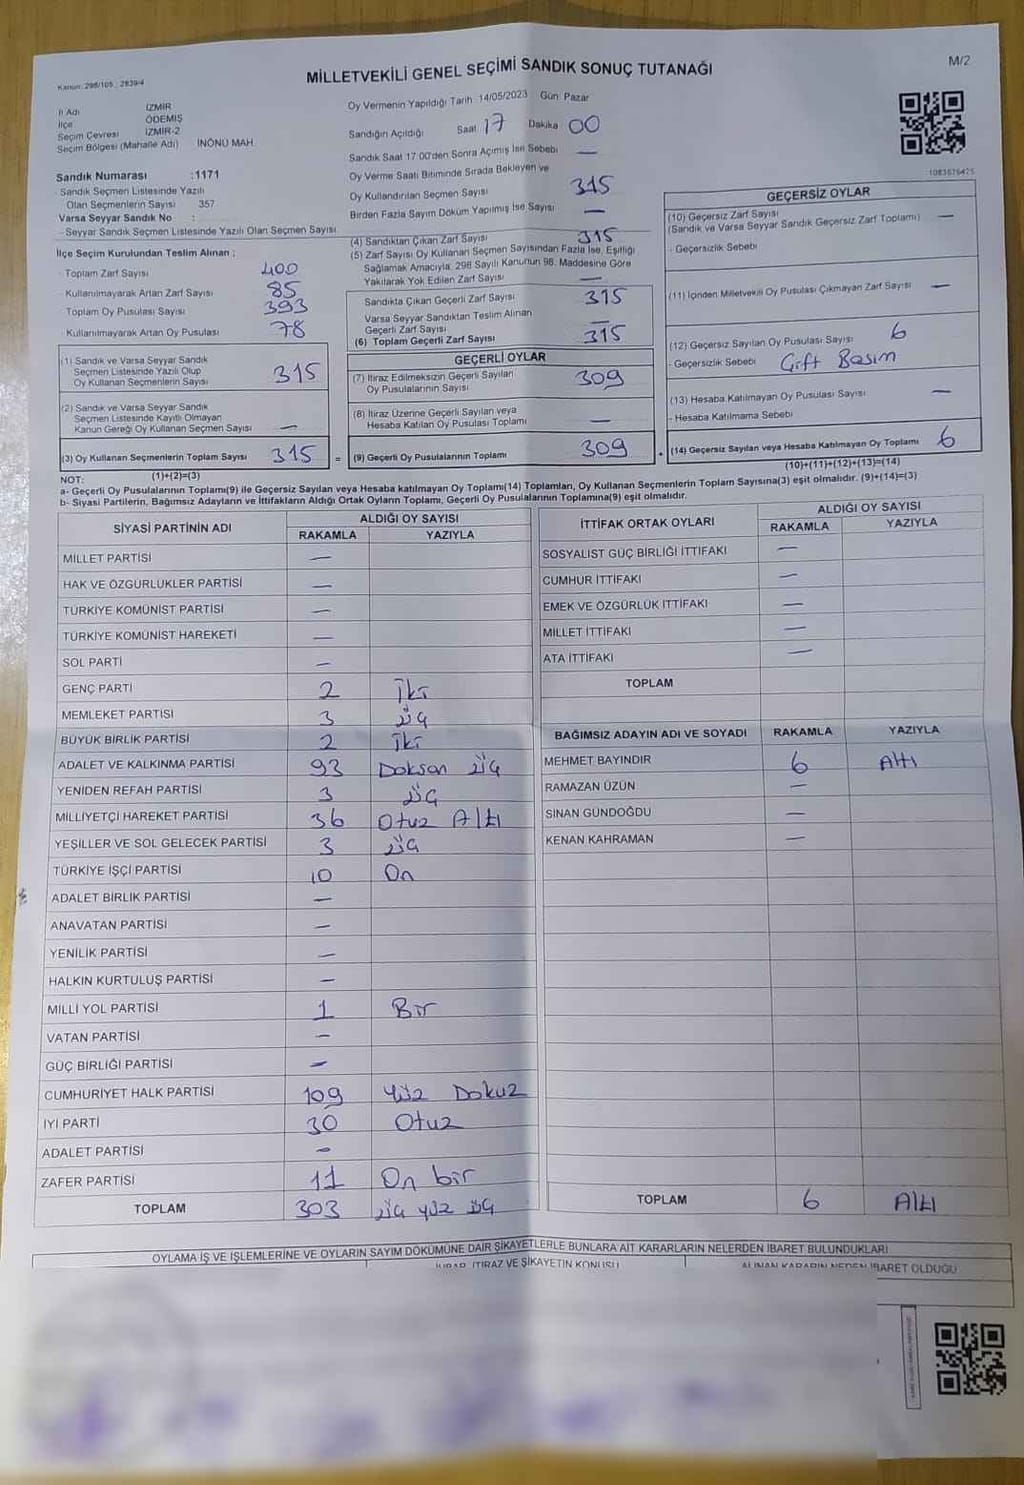 MİLLETVEKİLİ GENEL SEÇİMİ SANDIK SONUÇ TUTANAĞI
M/2
Kanun: 298/105 2839/4
İl Adı İZMİR
İlçe ÖDEMİŞ
Seçim Çevresi İZMİR-2
Seçim Bölgesi (Mahalle Adı) İNÖNÜ MAH
Sandık Numarası :1171
Sandık Seçmen Listesinde Yazılı
Olan Seçmenlerin Sayısı 357
Varsa Seyyar Sandık No :
- Seyyar Sandık Seçmen Listesinde Yazılı Olan Seçmen Sayısı
İlçe Seçim Kurulundan Teslim Alınan ;
- Toplam Zarf Sayısı 400
- Kullanılmayarak Artan Zarf Sayısı 85
- Toplam Oy Pusulası Sayısı 393
- Kullanılmayarak Artan Oy Pusulası 78
(1) Sandık ve Varsa Seyyar Sandık
Seçmen Listesinde Yazılı Olup
Oy Kullanan Seçmenlerin Sayısı 315
(2) Sandık ve Varsa Seyyar Sandık
Seçmen Listesinde Kayıtlı Olmayan
Kanun Gereği Oy Kullanan Seçmen Sayısı —
(3) Oy Kullanan Seçmenlerin Toplam Sayısı 315 =
(1)+(2)=(3)
Oy Vermenin Yapıldığı Tarih 14/05/2023 Gün Pazar
Sandığın Açıldığı Saat 17 Dakika 00
Sandık Saat 17:00'den Sonra Açımış İse Sebebi —
Oy Verme Saati Bitiminde Sırada Bekleyen ve
Oy Kullandırılan Seçmen Sayısı 315
Birden Fazla Sayım Döküm Yapılmış İse Sayısı —
(4) Sandıktan Çıkan Zarf Sayısı 315
(5) Zarf Sayısı Oy Kullanan Seçmen Sayısından Fazla İse, Eşitliği
Sağlamak Amacıyla, 298 Sayılı Kanunun 98. Maddesine Göre
Yakılarak Yok Edilen Zarf Sayısı —
Sandıkta Çıkan Geçerli Zarf Sayısı 315
Varsa Seyyar Sandıktan Teslim Alınan
Geçerli Zarf Sayısı —
(6) Toplam Geçerli Zarf Sayısı 315
GEÇERLİ OYLAR
(7) İtiraz Edilmeksizin Geçerli Sayılan
Oy Pusulalarının Sayısı 309
(8) İtiraz Üzerine Geçerli Sayılan veya
Hesaba Katılan Oy Pusulası Toplamı —
(9) Geçerli Oy Pusulalarının Toplamı 309 +
1083876475
GEÇERSİZ OYLAR
(10) Geçersiz Zarf Sayısı —
(Sandık ve Varsa Seyyar Sandık Geçersiz Zarf Toplamı)
- Geçersizlik Sebebi
(11) İçinden Milletvekili Oy Pusulası Çıkmayan Zarf Sayısı —
(12) Geçersiz Sayılan Oy Pusulası Sayısı 6
- Geçersizlik Sebebi Çift Basım
(13) Hesaba Katılmayan Oy Pusulası Sayısı —
- Hesaba Katılmama Sebebi
(14) Geçersiz Sayılan veya Hesaba Katılmayan Oy Toplamı 6
(10)+(11)+(12)+(13)=(14)
NOT:
a- Geçerli Oy Pusulalarının Toplamı(9) ile Geçersiz Sayılan veya Hesaba katılmayan Oy Toplamı(14) Toplamları, Oy Kullanan Seçmenlerin Toplam Sayısına(3) eşit olmalıdır. (9)+(14)=(3)
b- Siyasi Partilerin, Bağımsız Adayların ve İttifakların Aldığı Ortak Oyların Toplamı, Geçerli Oy Pusulalarının Toplamına(9) eşit olmalıdır.
SİYASİ PARTİNİN ADI ALDIĞI OY SAYISI
RAKAMLA YAZIYLA
MİLLET PARTİSİ —
HAK VE ÖZGÜRLÜKLER PARTİSİ —
TÜRKİYE KOMÜNİST PARTİSİ —
TÜRKİYE KOMÜNİST HAREKETİ —
SOL PARTİ —
GENÇ PARTİ 2 İki
MEMLEKET PARTİSİ 3 üç
BÜYÜK BİRLİK PARTİSİ 2 İki
ADALET VE KALKINMA PARTİSİ 93 Doksan üç
YENİDEN REFAH PARTİSİ 3 üç
MİLLİYETÇİ HAREKET PARTİSİ 36 Otuz Altı
YEŞİLLER VE SOL GELECEK PARTİSİ 3 üç
TÜRKİYE İŞÇİ PARTİSİ 10 On
ADALET BİRLİK PARTİSİ —
ANAVATAN PARTİSİ —
YENİLİK PARTİSİ —
HALKIN KURTULUŞ PARTİSİ —
MİLLİ YOL PARTİSİ 1 Bir
VATAN PARTİSİ —
GÜÇ BİRLİĞİ PARTİSİ —
CUMHURİYET HALK PARTİSİ 109 Yüz Dokuz
İYİ PARTİ 30 Otuz
ADALET PARTİSİ —
ZAFER PARTİSİ 11 On bir
TOPLAM 303 üç yüz üç
İTTİFAK ORTAK OYLARI ALDIĞI OY SAYISI
RAKAMLA YAZIYLA
SOSYALİST GÜÇ BİRLİĞİ İTTİFAKI —
CUMHUR İTTİFAKI —
EMEK VE ÖZGÜRLÜK İTTİFAKI —
MİLLET İTTİFAKI —
ATA İTTİFAKI —
TOPLAM
BAĞIMSIZ ADAYIN ADI VE SOYADI RAKAMLA YAZIYLA
MEHMET BAYINDIR 6 Altı
RAMAZAN ÜZÜN —
SİNAN GÜNDOĞDU —
KENAN KAHRAMAN —
TOPLAM 6 Altı
OYLAMA İŞ VE İŞLEMLERİNE VE OYLARIN SAYIM DÖKÜMÜNE DAİR ŞİKAYETLERLE BUNLARA AİT KARARLARIN NELERDEN İBARET BULUNDUKLARI
İTİRAZ VE ŞİKAYETİN KONUSU ALINAN KARARIN NEDEN İBARET OLDUĞU